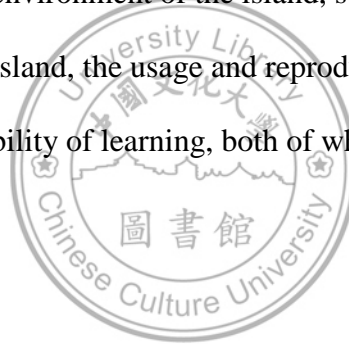 environment of the island, s
sland, the usage and reprod
bility of learning, both of wh
University Library
中國文化大學
圖書館
Chinese Culture University